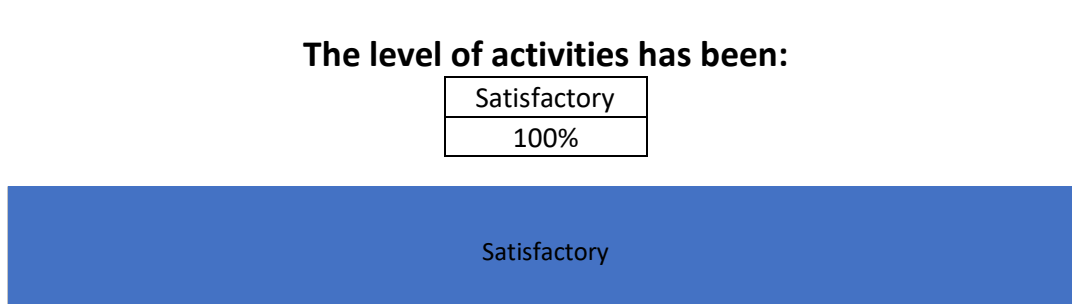 The level of activities has been:
Satisfactory
100%
Satisfactory